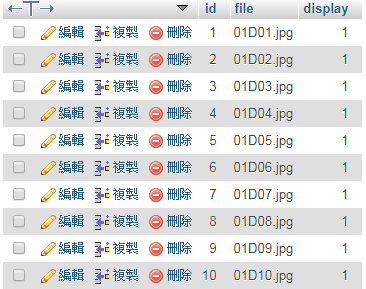 id file display
編輯 複製 刪除 1 01D01.jpg 1
編輯 複製 刪除 2 01D02.jpg 1
編輯 複製 刪除 3 01D03.jpg 1
編輯 複製 刪除 4 01D04.jpg 1
編輯 複製 刪除 5 01D05.jpg 1
編輯 複製 刪除 6 01D06.jpg 1
編輯 複製 刪除 7 01D07.jpg 1
編輯 複製 刪除 8 01D08.jpg 1
編輯 複製 刪除 9 01D09.jpg 1
編輯 複製 刪除 10 01D10.jpg 1